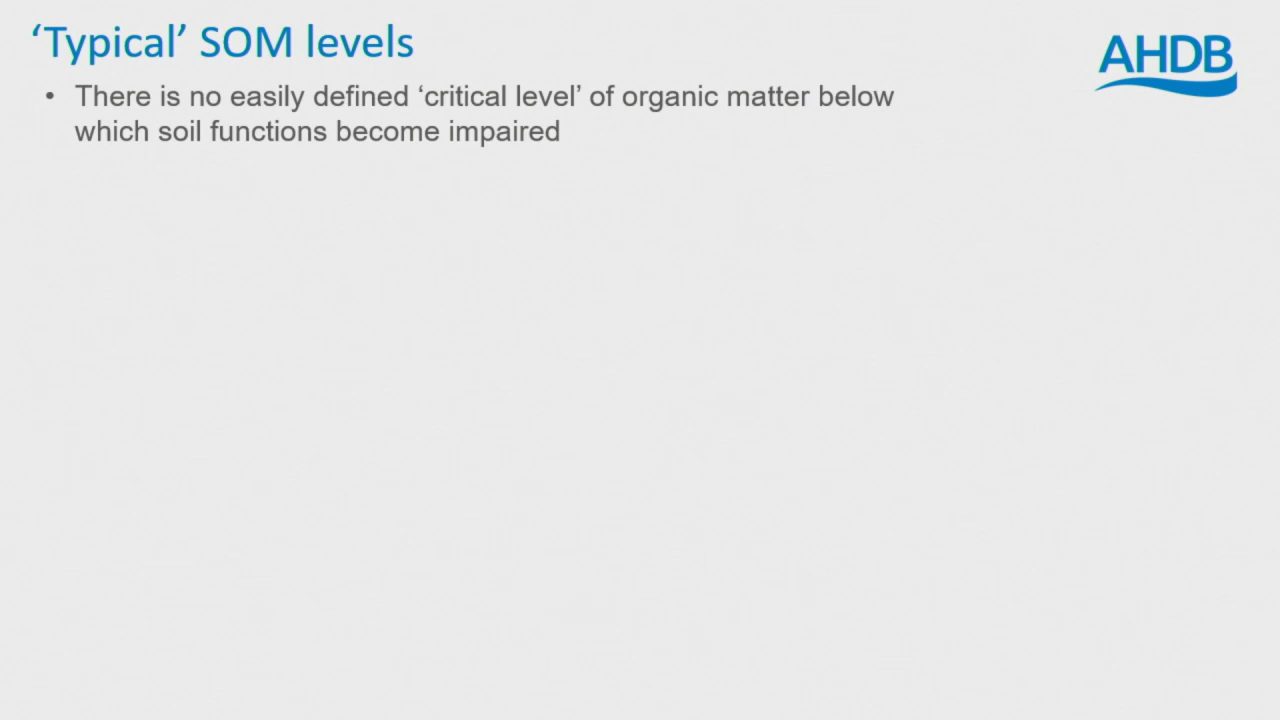 ‘Typical’ SOM levels
AHDB
• There is no easily defined ‘critical level’ of organic matter below
which soil functions become impaired